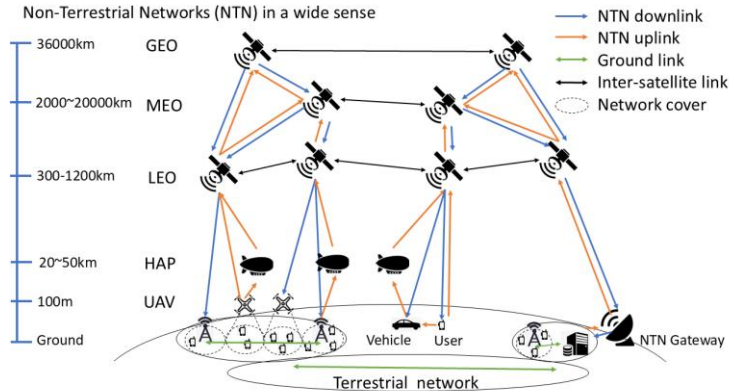 Non-Terrestrial Networks (NTN) in a wide sense
NTN downlink
NTN uplink
Ground link
Inter-satellite link
Network cover
36000km GEO
2000~20000km MEO
300-1200km LEO
20~50km HAP
100m UAV
Ground
Vehicle User
NTN Gateway
Terrestrial network